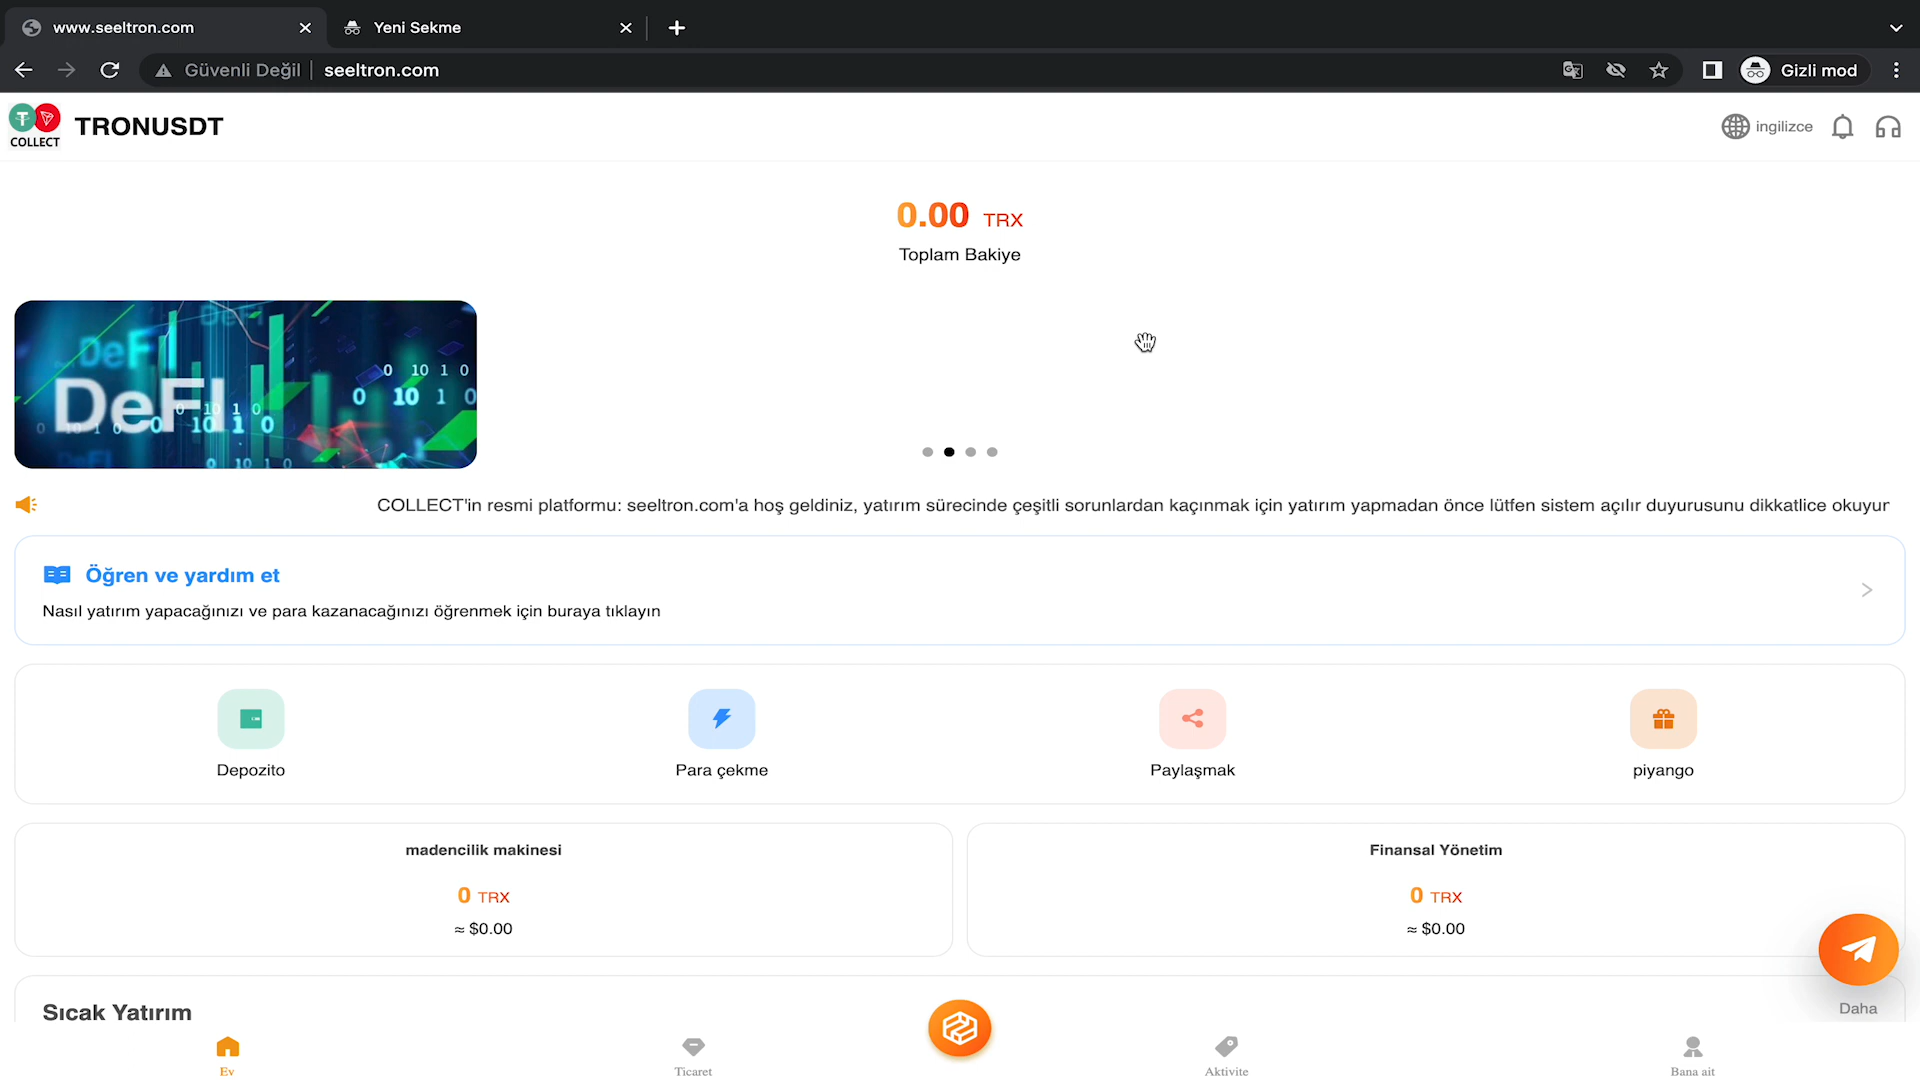 www.seeltron.com
Yeni Sekme
Güvenli Değil
seeltron.com
Gizli mod
COLLECT
TRONUSDT
ingilizce
0.00 TRX
Toplam Bakiye
DeFI
DeFI
COLLECT'in resmi platformu: seeltron.com'a hoş geldiniz, yatırım sürecinde çeşitli sorunlardan kaçınmak için yatırım yapmadan önce lütfen sistem açılır duyurusunu dikkatlice okuyun
Öğren ve yardım et
Nasıl yatırım yapacağınızı ve para kazanacağınızı öğrenmek için buraya tıklayın
Depozito
Para çekme
Paylaşmak
piyango
madencilik makinesi
0 TRX
≈ $0.00
Finansal Yönetim
0 TRX
≈ $0.00
Sıcak Yatırım
Daha
Ev
Ticaret
Aktivite
Bana ait